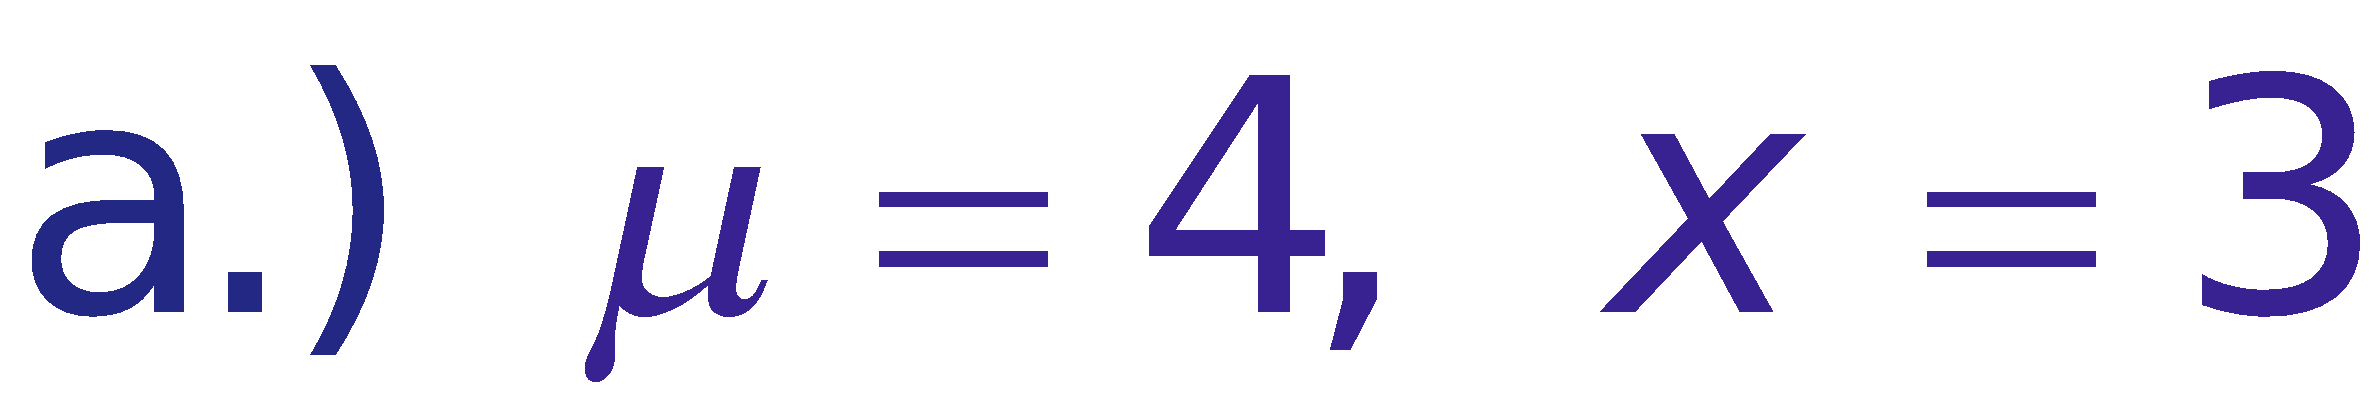 a.) μ = 4, x = 3